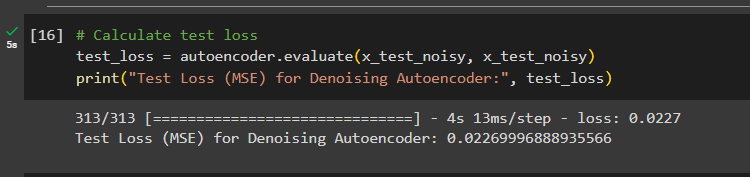 [16] # Calculate test loss
test_loss = autoencoder.evaluate(x_test_noisy, x_test_noisy)
5s
print("Test Loss (MSE) for Denoising Autoencoder:", test_loss)
313/313 [==============================] - 4s 13ms/step - loss: 0.0227
Test Loss (MSE) for Denoising Autoencoder: 0.02269996888935566